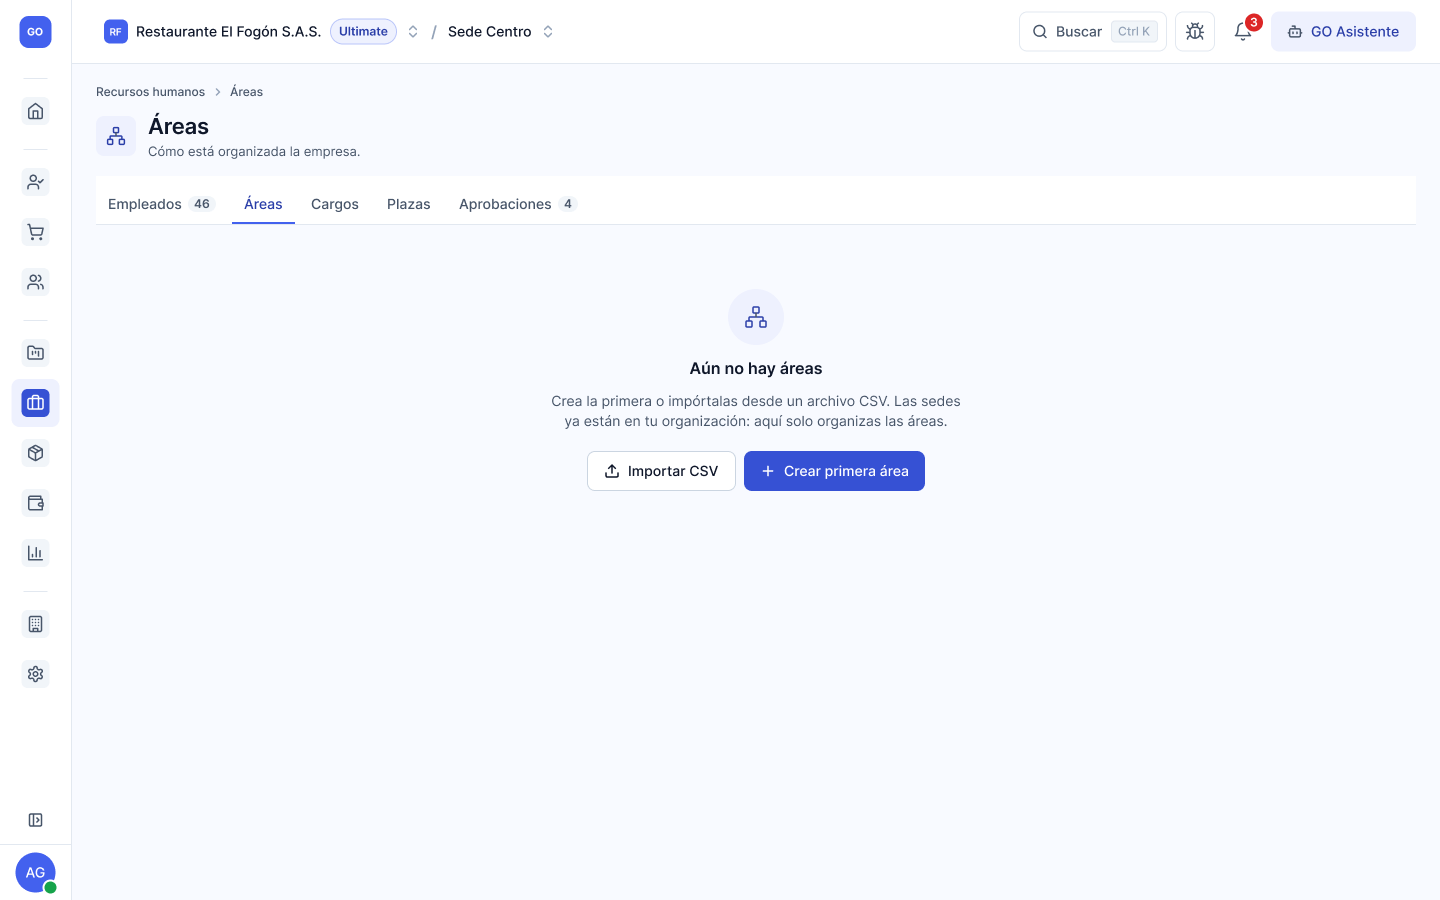 GO
RF Restaurante El Fogón S.A.S. Ultimate / Sede Centro
Buscar Ctrl K
3
GO Asistente
Recursos humanos > Áreas
Áreas
Cómo está organizada la empresa.
Empleados 46 Áreas Cargos Plazas Aprobaciones 4
Aún no hay áreas
Crea la primera o impórtalas desde un archivo CSV. Las sedes
ya están en tu organización: aquí solo organizas las áreas.
Importar CSV + Crear primera área
AG